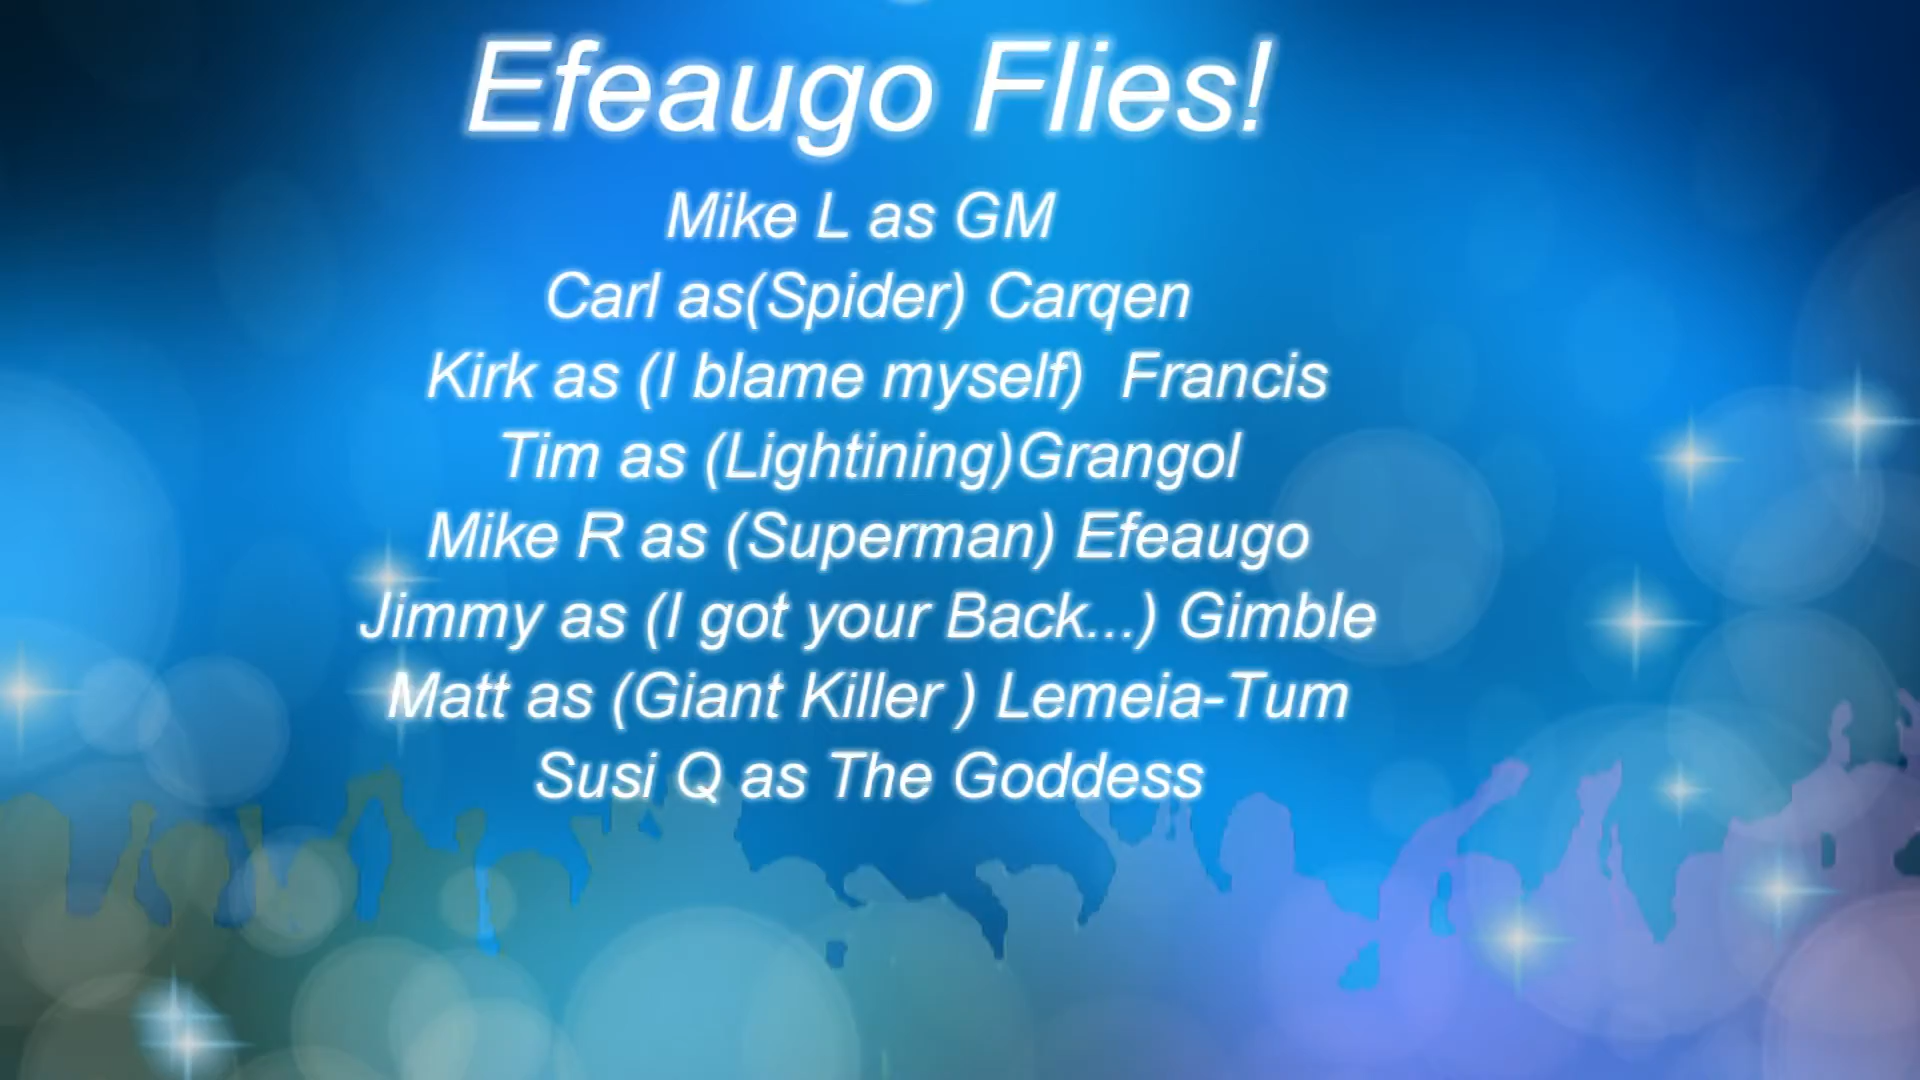 Efeaugo Flies!
Mike L as GM
Carl as(Spider) Carqen
Kirk as (I blame myself)  Francis
Tim as (Lightining)Grangol
Mike R as (Superman) Efeaugo
Jimmy as (I got your Back...) Gimble
Matt as (Giant Killer ) Lemeia-Tum
Susi Q as The Goddess